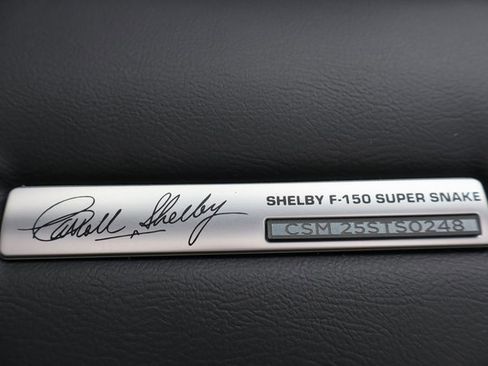 Carroll Shelby
SHELBY F-150 SUPER SNAKE
CSM 25STS0248